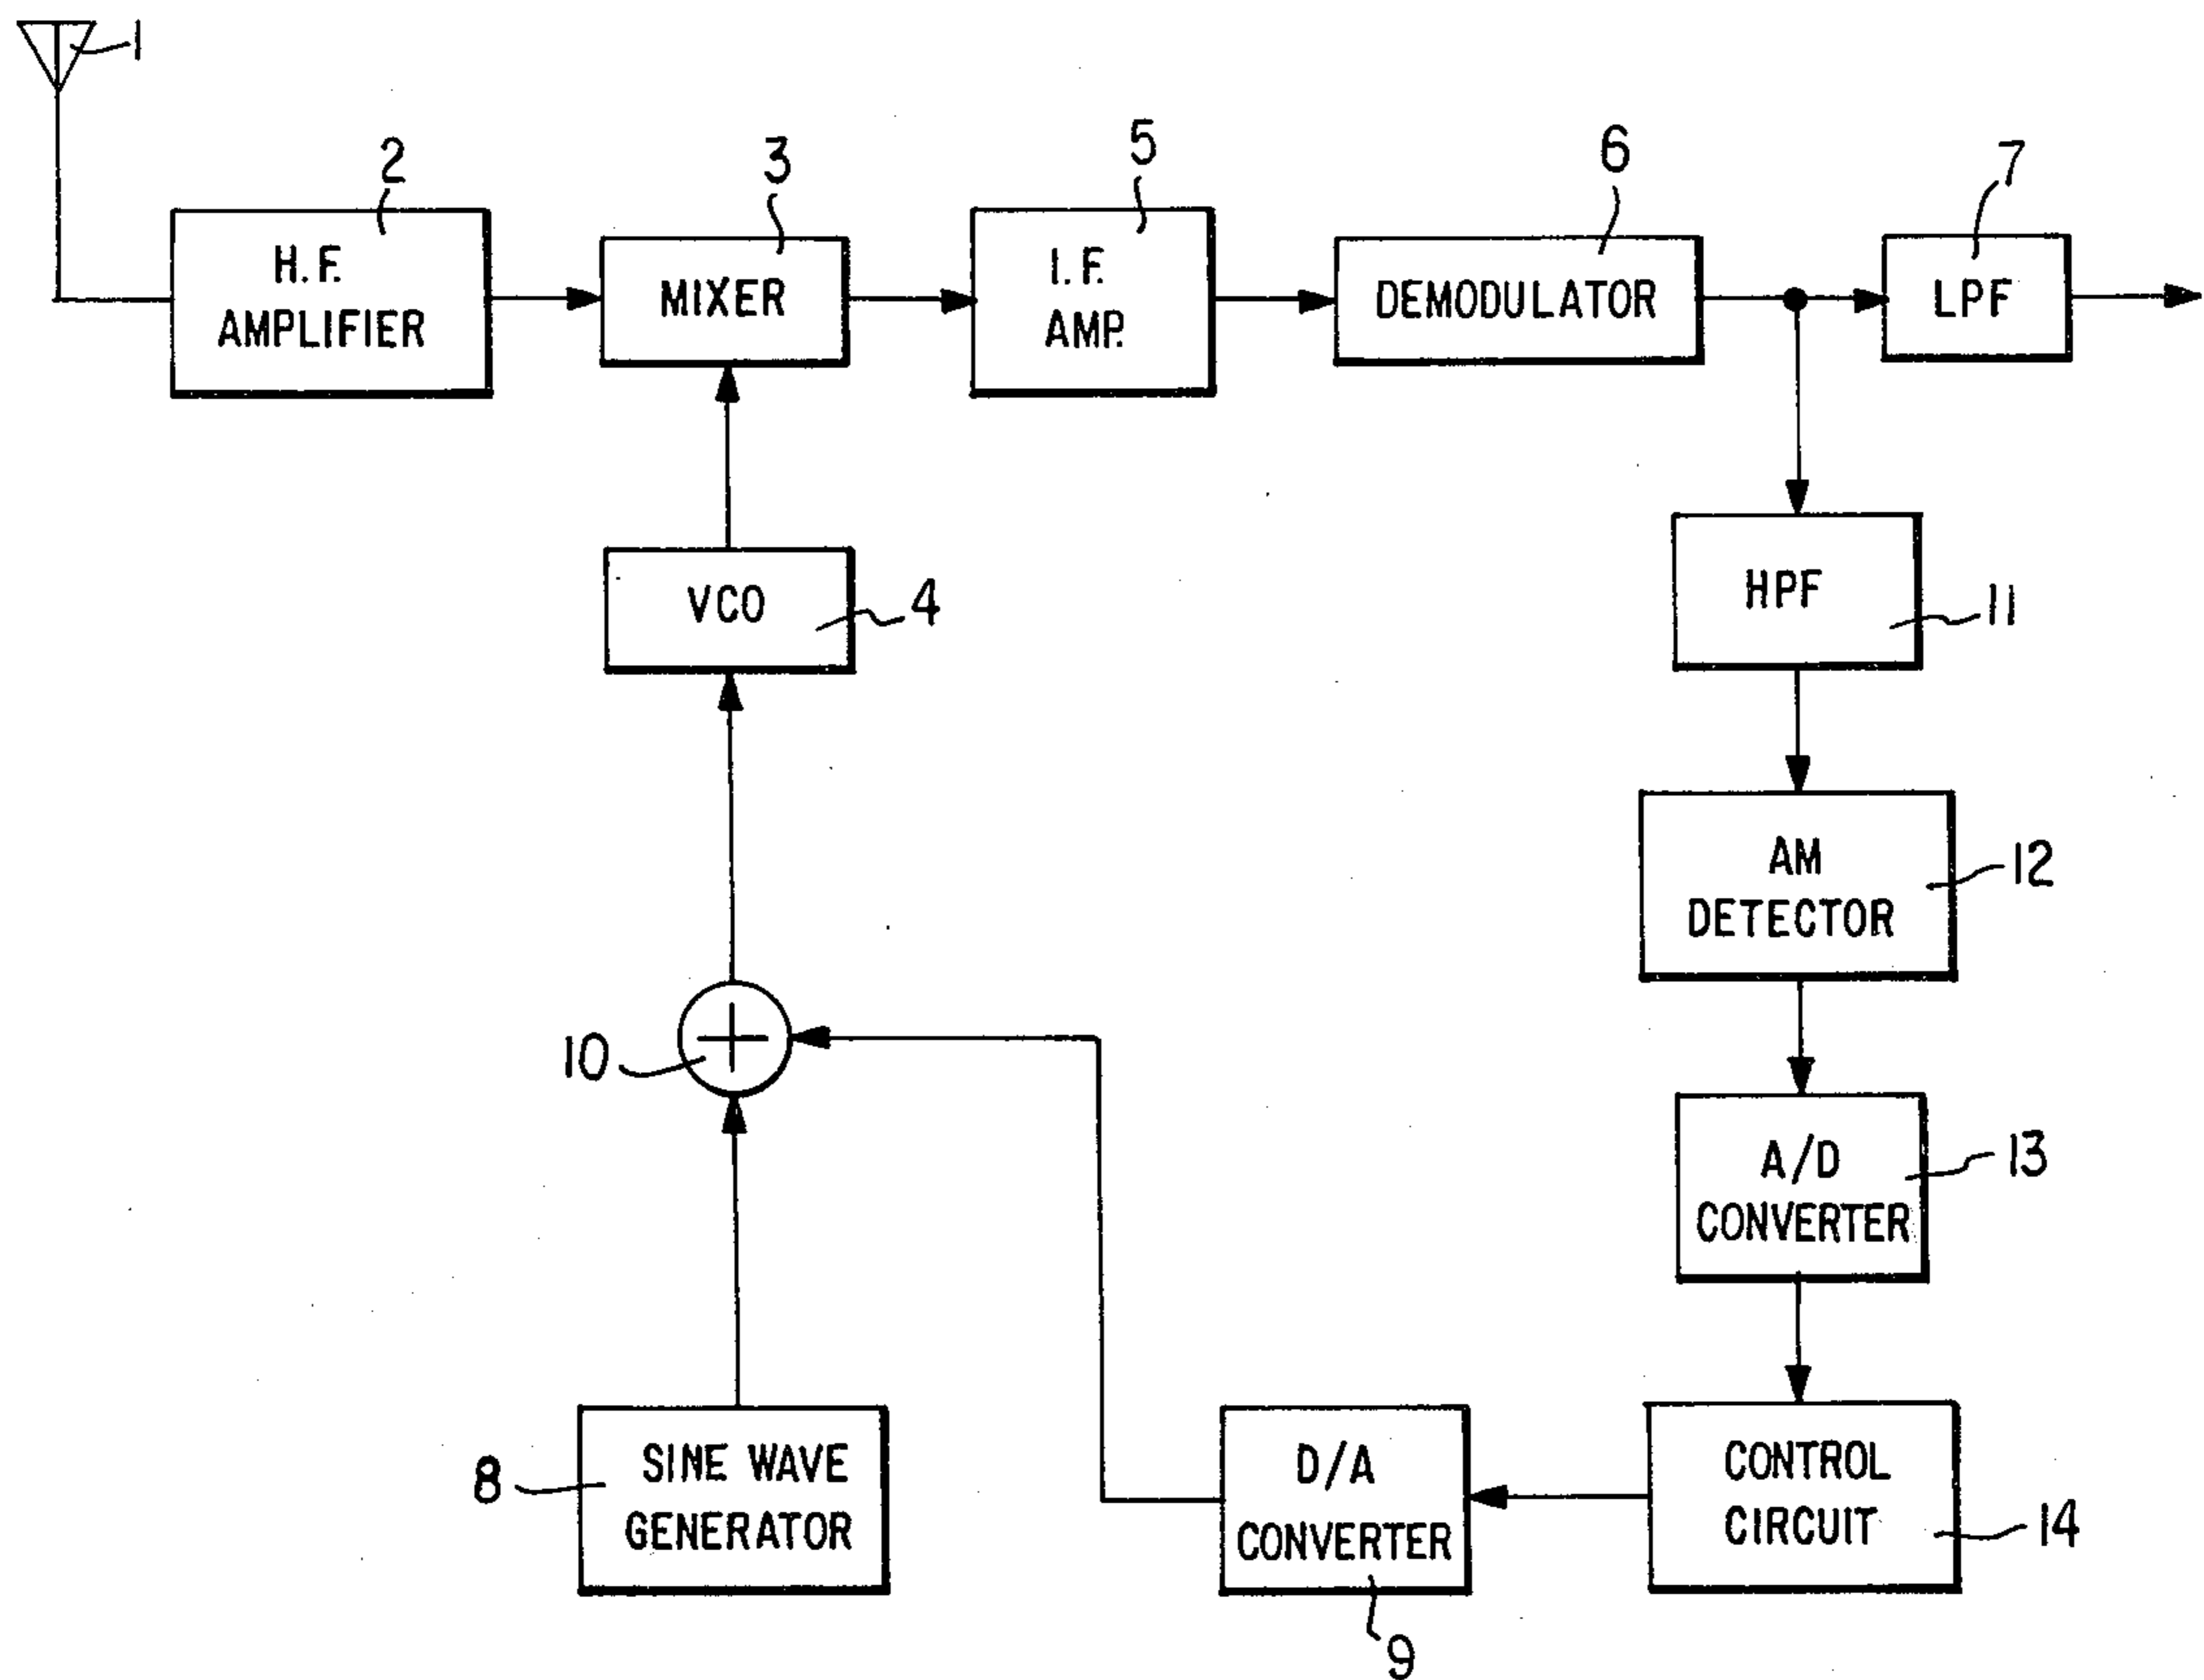 1
2
H.F.
AMPLIFIER
3
MIXER
5
I.F.
AMP.
6
DEMODULATOR
7
LPF
VCO
4
HPF
11
AM
DETECTOR
12
10
A/D
CONVERTER
13
8
SINE WAVE
GENERATOR
D/A
CONVERTER
9
CONTROL
CIRCUIT
14